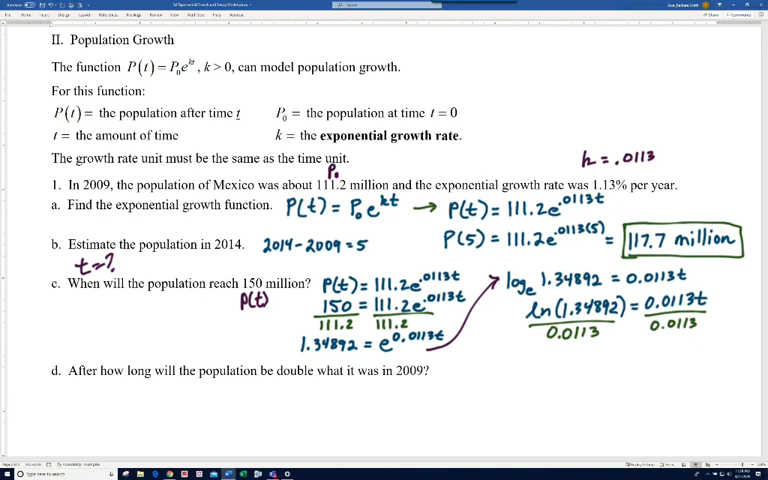 II. Population Growth
The function P(t) = P₀e^{kt}, k > 0, can model population growth.
For this function:
P(t) = the population after time t    P₀ = the population at time t = 0
t = the amount of time    k = the exponential growth rate.
The growth rate unit must be the same as the time unit.
k = .0113
P₀
1. In 2009, the population of Mexico was about 111.2 million and the exponential growth rate was 1.13% per year.
a. Find the exponential growth function. P(t) = P₀e^{kt} → P(t) = 111.2e^{.0113t}
b. Estimate the population in 2014. 2014 - 2009 = 5    P(5) = 111.2e^{.0113(5)} = 117.7 million
t = ?
c. When will the population reach 150 million? P(t) = 111.2e^{.0113t}
P(t)
150 = 111.2e^{.0113t}
111.2    111.2
1.34892 = e^{0.0113t}
logₑ 1.34892 = 0.0113t
ln(1.34892) = 0.0113t
0.0113    0.0113
d. After how long will the population be double what it was in 2009?